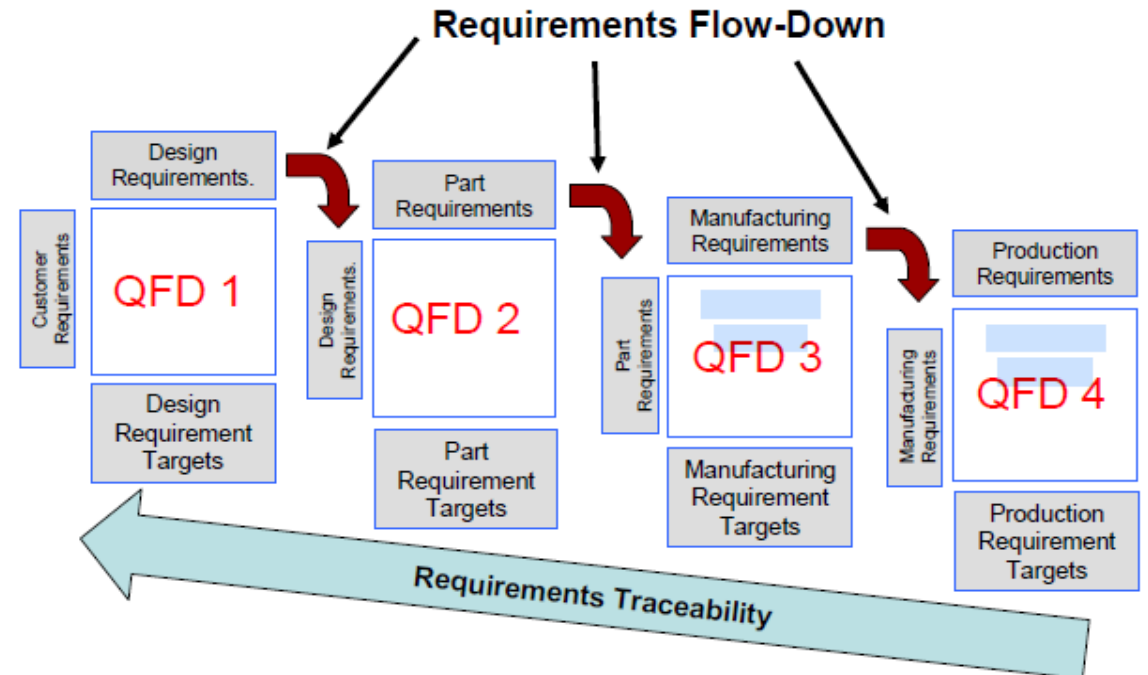 Requirements Flow-Down
Design
Requirements.
Customer
Requirements
QFD 1
Design
Requirement
Targets
Part
Requirements
Design
Requirements.
QFD 2
Part
Requirement
Targets
Manufacturing
Requirements
Part
Requirements
QFD 3
Manufacturing
Requirement
Targets
Production
Requirements
Manufacturing
Requirements
QFD 4
Production
Requirement
Targets
Requirements Traceability